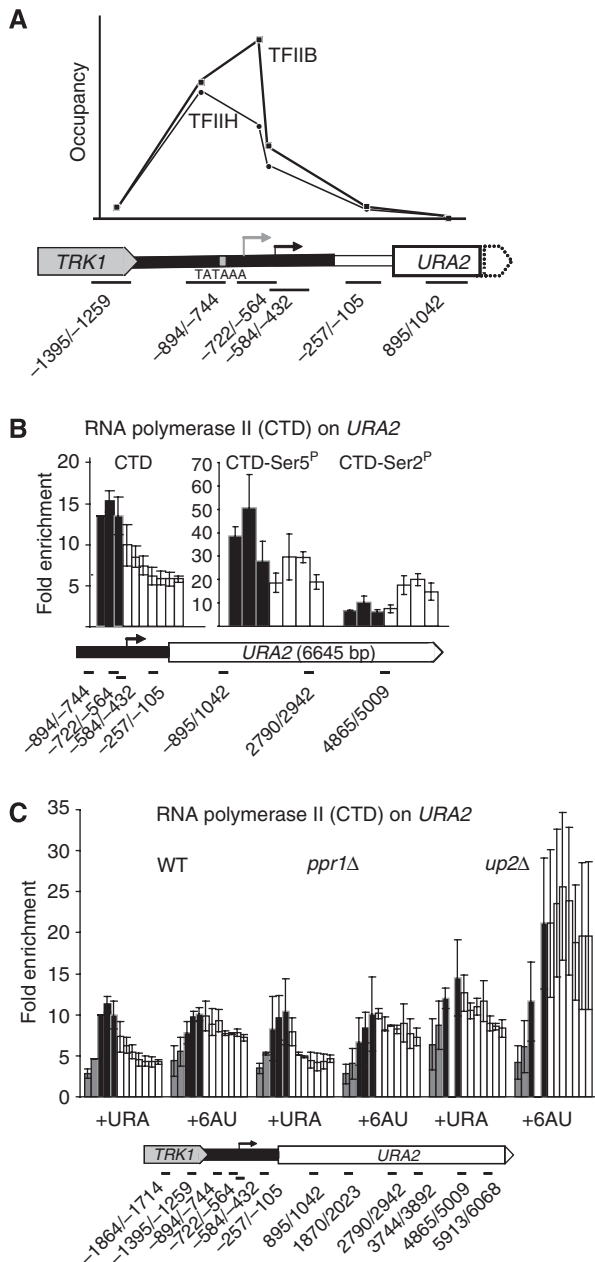 A
Occupancy
TFIIB
TFIIH
TRK1
TATAAA
URA2
–1395/–1259
–894/–744
–722/–564
–584/–432
–257/–105
895/1042
B
RNA polymerase II (CTD) on URA2
Fold enrichment
20
15
10
5
CTD
70
60
50
40
30
20
10
CTD-Ser5P
CTD-Ser2P
URA2 (6645 bp)
–894/–744
–722/–564
–584/–432
–257/–105
–895/1042
2790/2942
4865/5009
C
RNA polymerase II (CTD) on URA2
Fold enrichment
35
30
25
20
15
10
5
0
WT
ppr1Δ
up2Δ
+URA
+6AU
+URA
+6AU
+URA
+6AU
TRK1
URA2
–1864/–1714
–1395/–1259
–894/–744
–722/–564
–584/–432
–257/–105
895/1042
1870/2023
2790/2942
3744/3892
4865/5009
5913/6068